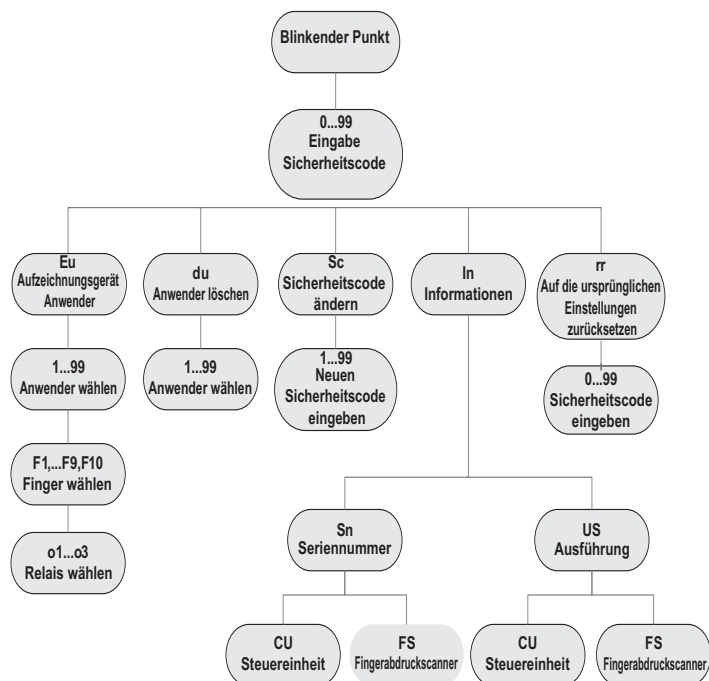 Blinkender Punkt
0...99
Eingabe
Sicherheitscode
Eu
Aufzeichnungsgerät
Anwender
du
Anwender löschen
Sc
Sicherheitscode
ändern
In
Informationen
rr
Auf die ursprünglichen
Einstellungen
zurücksetzen
1...99
Anwender wählen
1...99
Anwender wählen
1...99
Neuen
Sicherheitscode
eingeben
0...99
Sicherheitscode
eingeben
F1,...F9,F10
Finger wählen
o1...o3
Relais wählen
Sn
Seriennummer
US
Ausführung
CU
Steuereinheit
FS
Fingerabdruckscanner
CU
Steuereinheit
FS
Fingerabdruckscanner